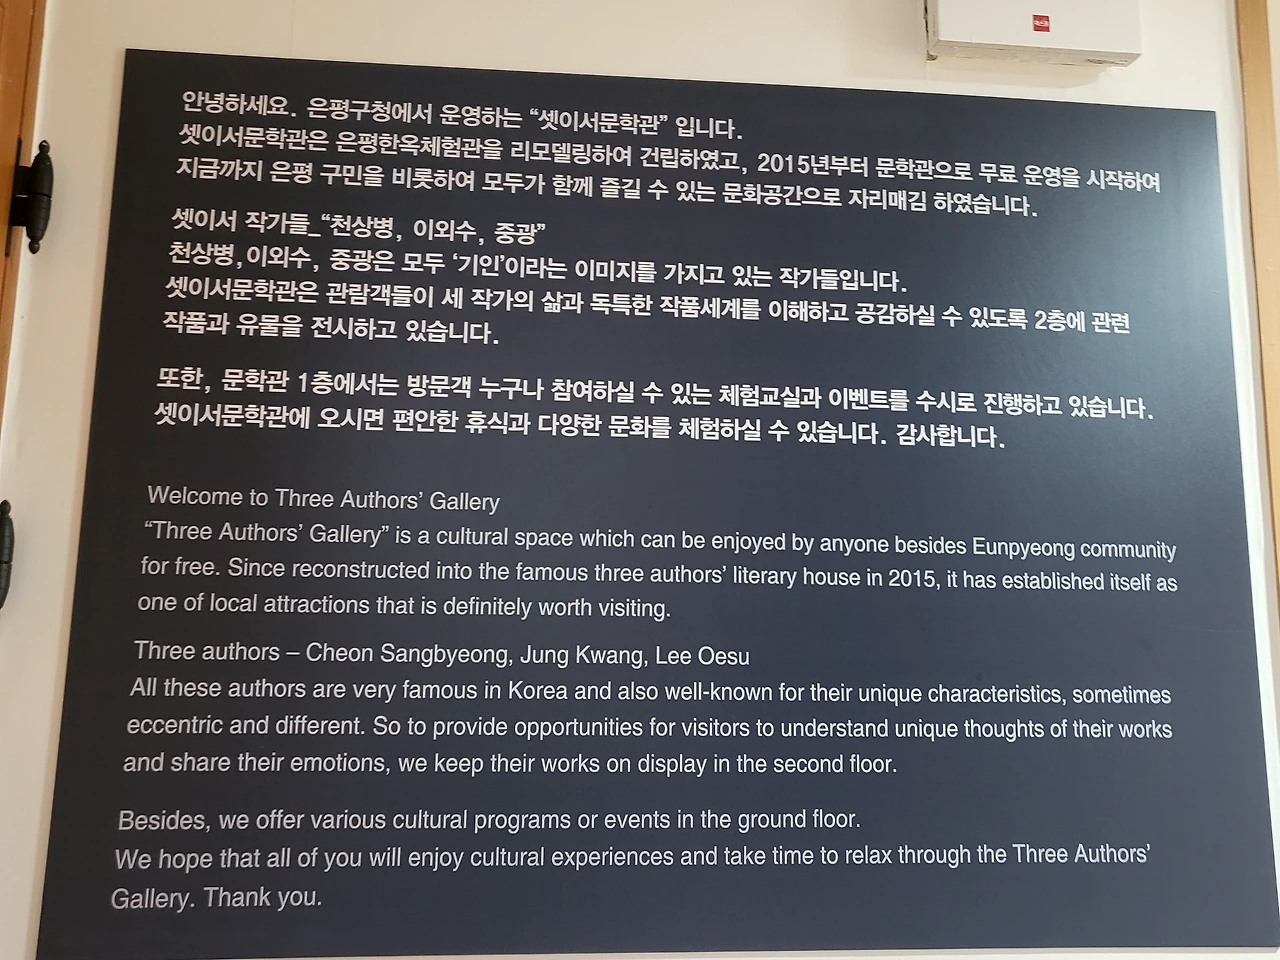 안녕하세요. 은평구청에서 운영하는 “셋이서문학관” 입니다.
셋이서문학관은 은평한옥체험관을 리모델링하여 건립하였고, 2015년부터 문학관으로 무료 운영을 시작하여
지금까지 은평 구민을 비롯하여 모두가 함께 즐길 수 있는 문화공간으로 자리매김 하였습니다.
셋이서 작가들_“천상병, 이외수, 중광”
천상병,이외수, 중광은 모두 ‘기인’이라는 이미지를 가지고 있는 작가들입니다.
셋이서문학관은 관람객들이 세 작가의 삶과 독특한 작품세계를 이해하고 공감하실 수 있도록 2층에 관련
작품과 유물을 전시하고 있습니다.
또한, 문학관 1층에서는 방문객 누구나 참여하실 수 있는 체험교실과 이벤트를 수시로 진행하고 있습니다.
셋이서문학관에 오시면 편안한 휴식과 다양한 문화를 체험하실 수 있습니다. 감사합니다.
Welcome to Three Authors’ Gallery
“Three Authors’ Gallery” is a cultural space which can be enjoyed by anyone besides Eunpyeong community
for free. Since reconstructed into the famous three authors’ literary house in 2015, it has established itself as
one of local attractions that is definitely worth visiting.
Three authors – Cheon Sangbyeong, Jung Kwang, Lee Oesu
All these authors are very famous in Korea and also well-known for their unique characteristics, sometimes
eccentric and different. So to provide opportunities for visitors to understand unique thoughts of their works
and share their emotions, we keep their works on display in the second floor.
Besides, we offer various cultural programs or events in the ground floor.
We hope that all of you will enjoy cultural experiences and take time to relax through the Three Authors’
Gallery. Thank you.